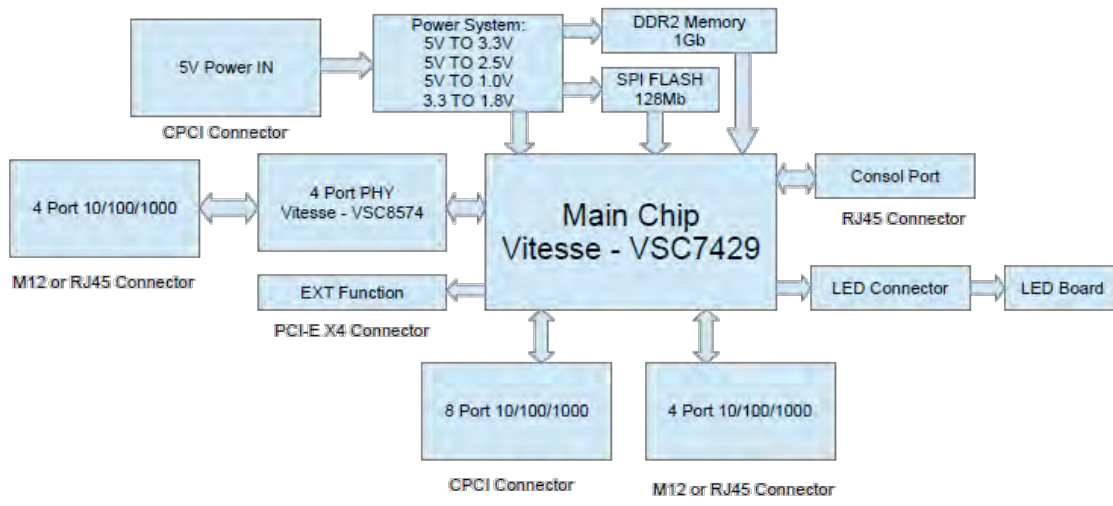 5V Power IN
CPCI Connector
Power System:
5V TO 3.3V
5V TO 2.5V
5V TO 1.0V
3.3 TO 1.8V
DDR2 Memory
1Gb
SPI FLASH
128Mb
4 Port 10/100/1000
M12 or RJ45 Connector
4 Port PHY
Vitesse - VSC8574
Main Chip
Vitesse - VSC7429
Consol Port
RJ45 Connector
EXT Function
PCI-E X4 Connector
LED Connector
LED Board
8 Port 10/100/1000
CPCI Connector
4 Port 10/100/1000
M12 or RJ45 Connector